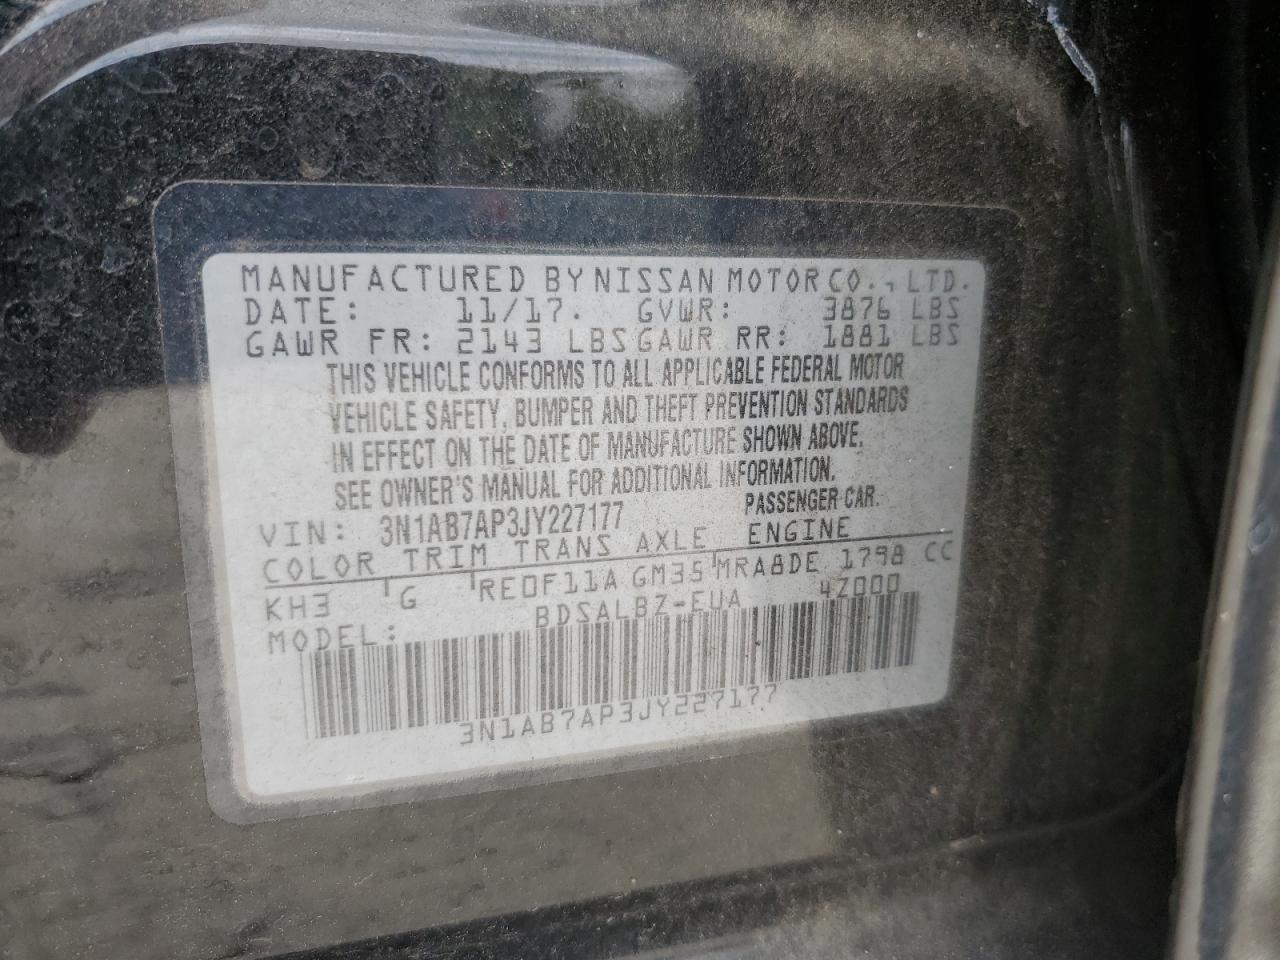 MANUFACTURED BY NISSAN MOTOR CO., LTD.
DATE: 11/17. GVWR: 3876 LBS
GAWR FR: 2143 LBS GAWR RR: 1881 LBS
THIS VEHICLE CONFORMS TO ALL APPLICABLE FEDERAL MOTOR
VEHICLE SAFETY, BUMPER AND THEFT PREVENTION STANDARDS
IN EFFECT ON THE DATE OF MANUFACTURE SHOWN ABOVE.
SEE OWNER'S MANUAL FOR ADDITIONAL INFORMATION.
VIN: 3N1AB7AP3JY227177 PASSENGER CAR.
COLOR TRIM TRANS AXLE ENGINE
KH3 G RE0F11A GM35 MRA8DE 1798 CC
MODEL: BDSALBZ-EUA 4Z000
3N1AB7AP3JY227177